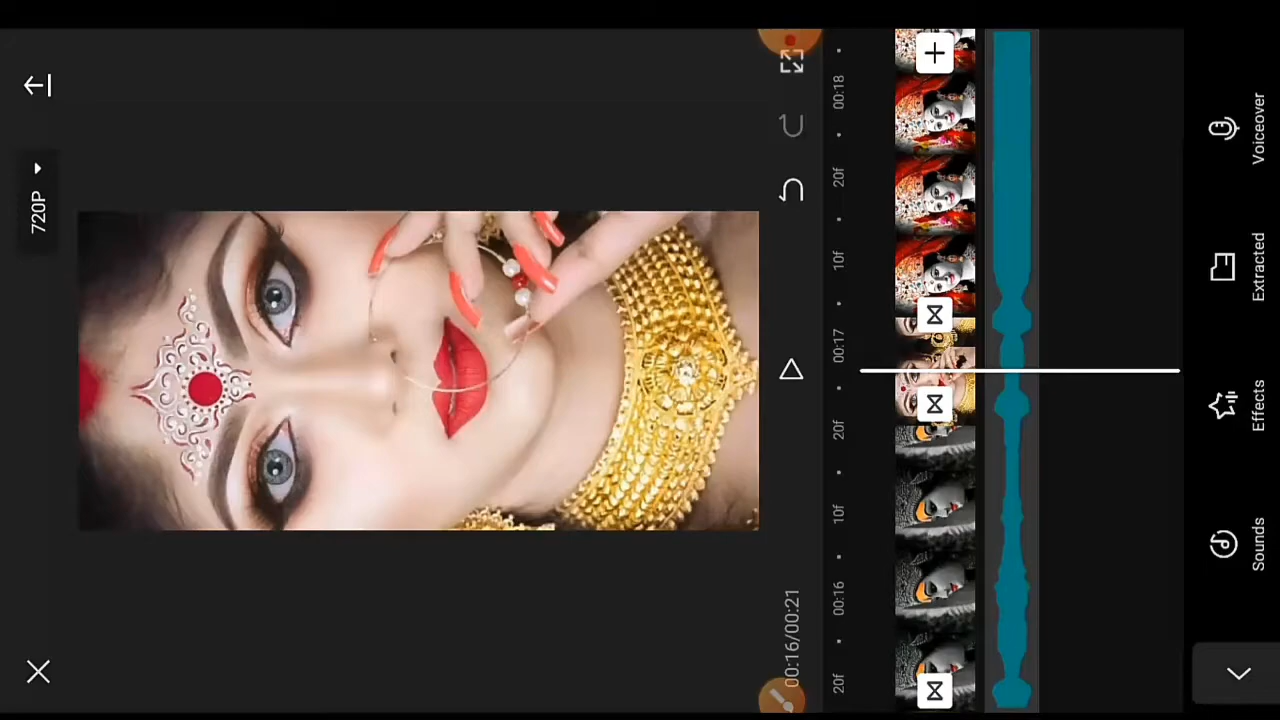 720P
00:16/00:21
20f
00:16
10f
20f
00:17
10f
20f
00:18
Sounds
Effects
Extracted
Voiceover